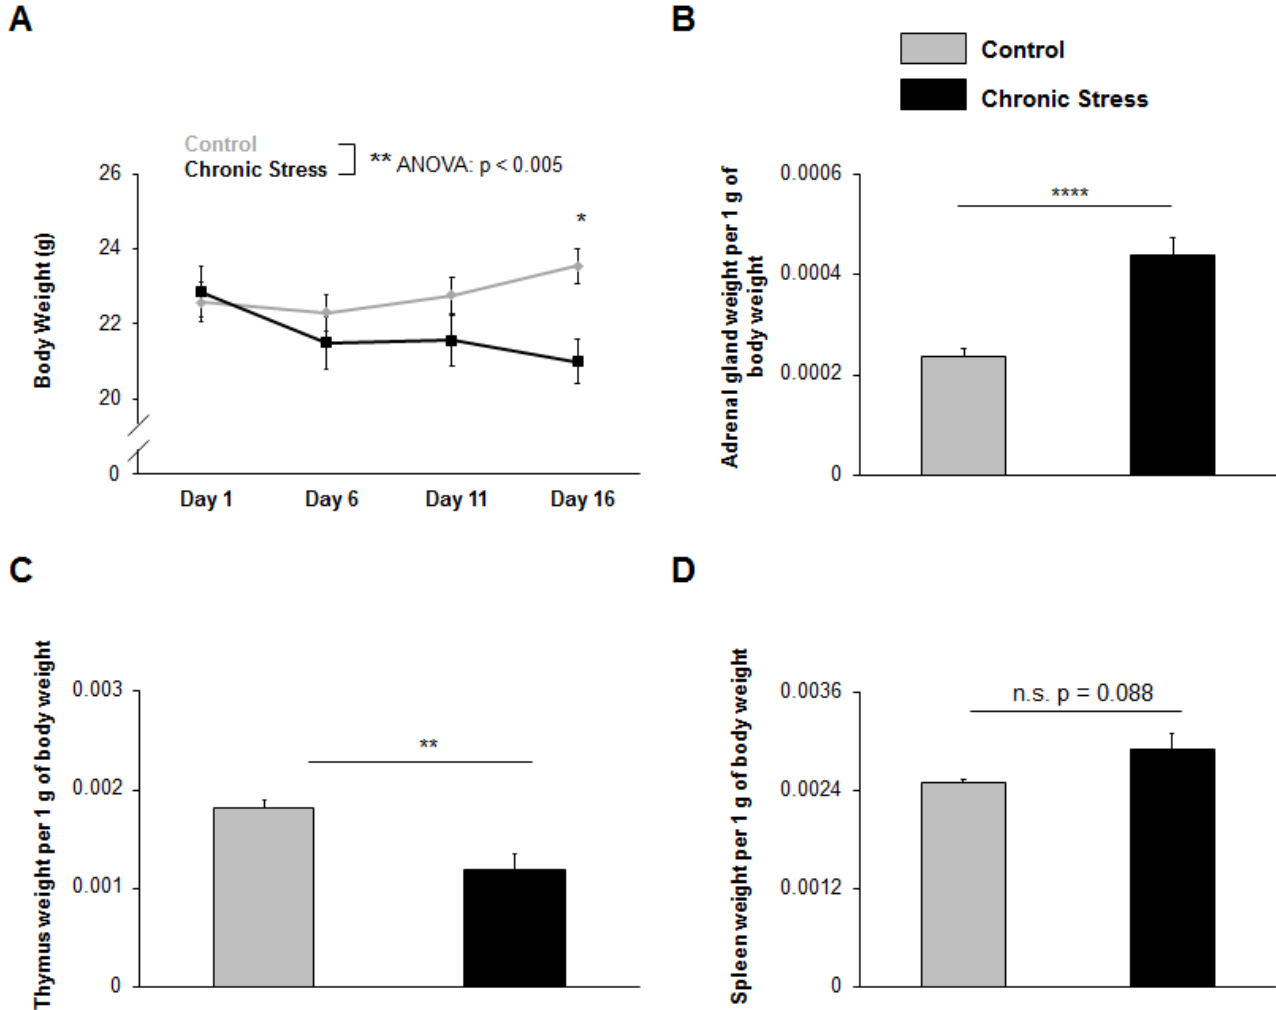 A
Control
Chronic Stress
** ANOVA: p < 0.005
*
Body Weight (g)
26
24
22
20
0
Day 1
Day 6
Day 11
Day 16
B
Control
Chronic Stress
Adrenal gland weight per 1 g of
body weight
0.0006
0.0004
0.0002
0
****
C
Thymus weight per 1 g of body weight
0.003
0.002
0.001
0
**
D
Spleen weight per 1 g of body weight
0.0036
0.0024
0.0012
0
n.s. p = 0.088